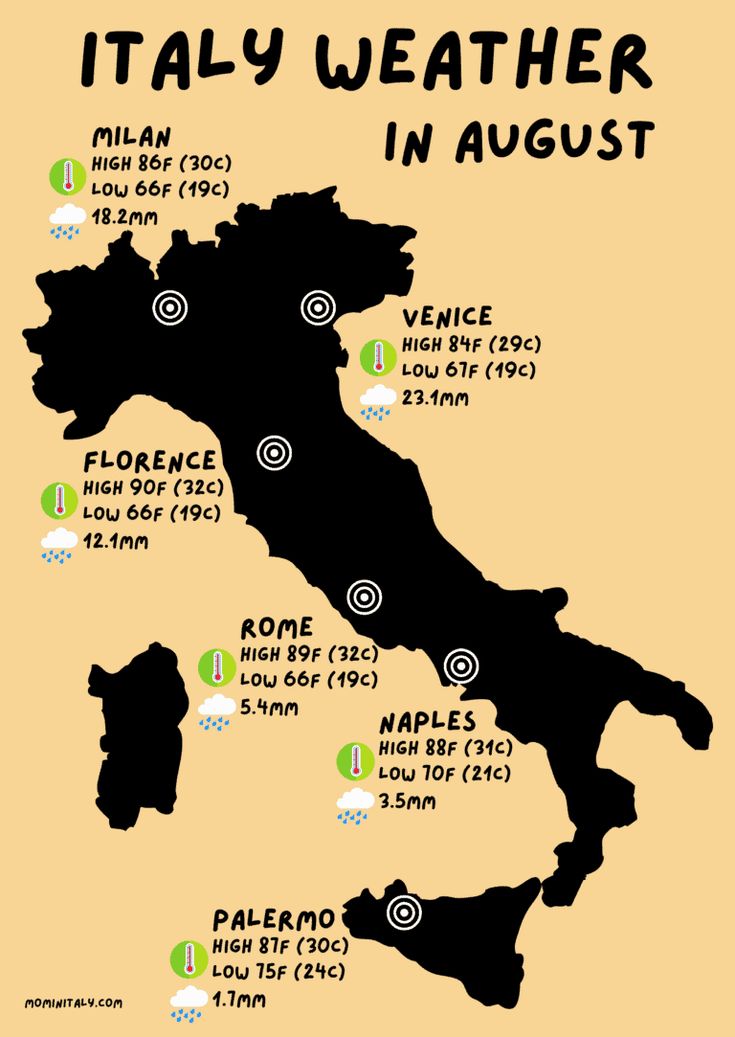 ITALY WEATHER
IN AUGUST
MILAN
HIGH 86F (30C)
LOW 66F (19C)
18.2MM
VENICE
HIGH 84F (29C)
LOW 67F (19C)
23.1MM
FLORENCE
HIGH 90F (32C)
LOW 66F (19C)
12.1MM
ROME
HIGH 89F (32C)
LOW 66F (19C)
5.4MM
NAPLES
HIGH 88F (31C)
LOW 70F (21C)
3.5MM
PALERMO
HIGH 87F (30C)
LOW 75F (24C)
1.7MM
MOMINITALY.COM